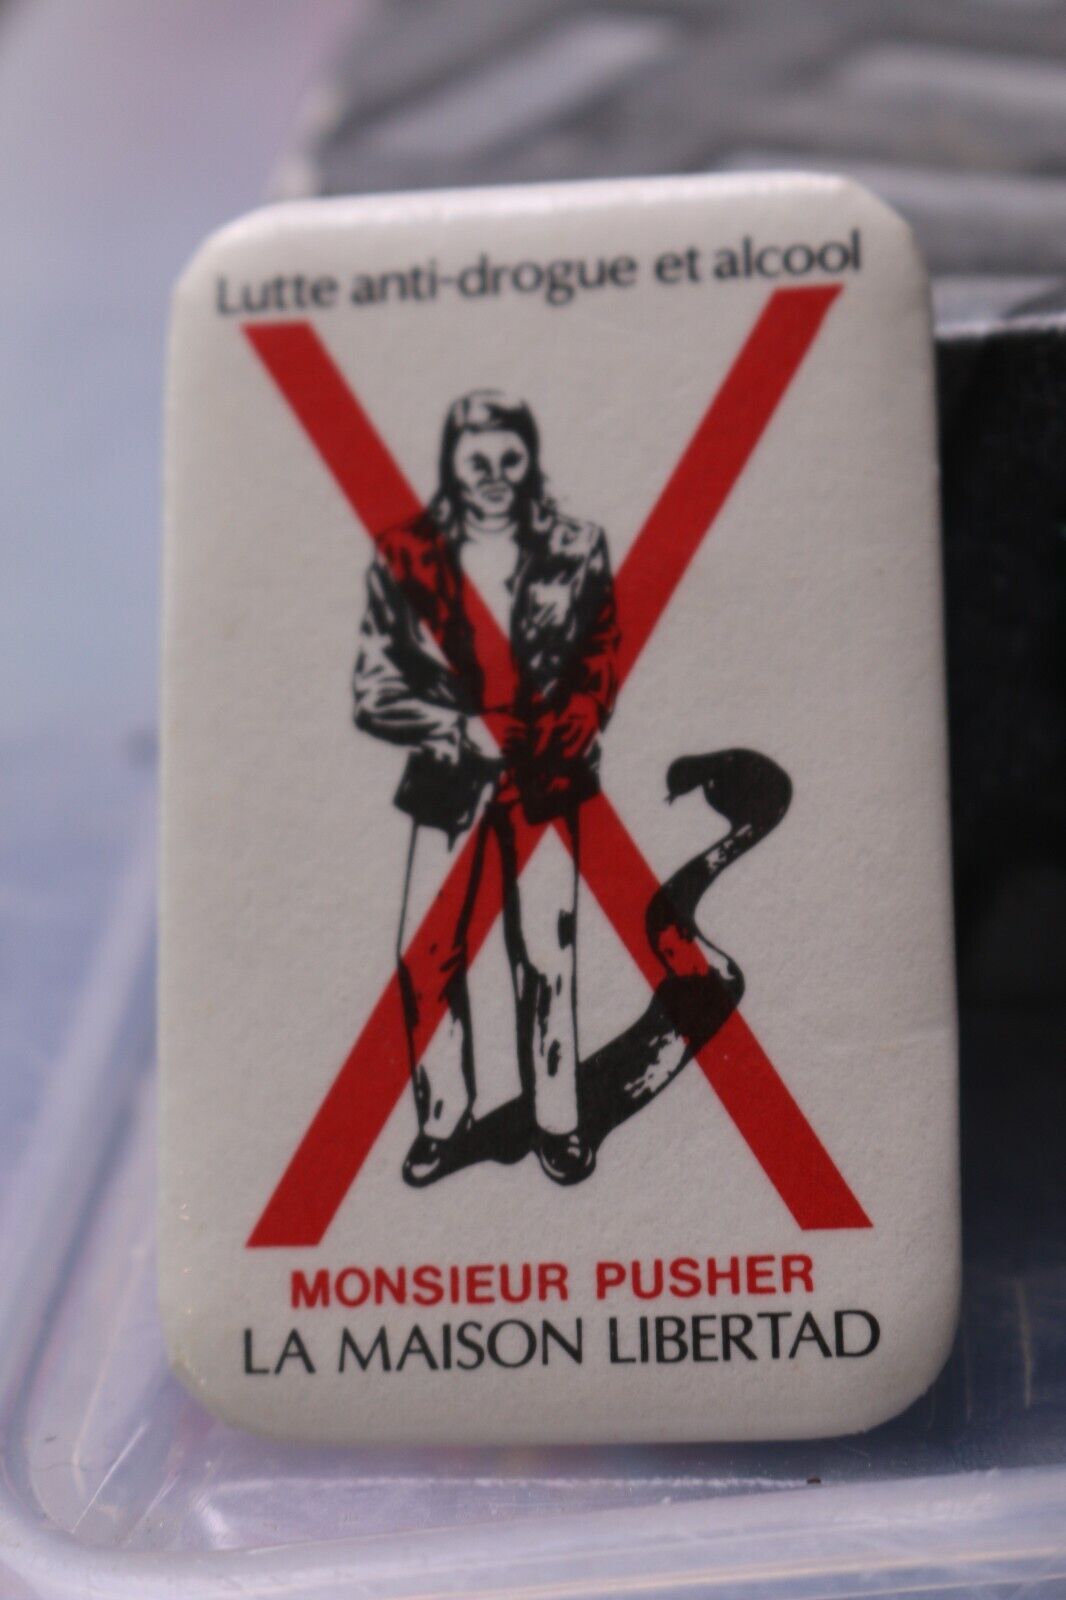 Lutte anti-drogue et alcool
MONSIEUR PUSHER
LA MAISON LIBERTAD